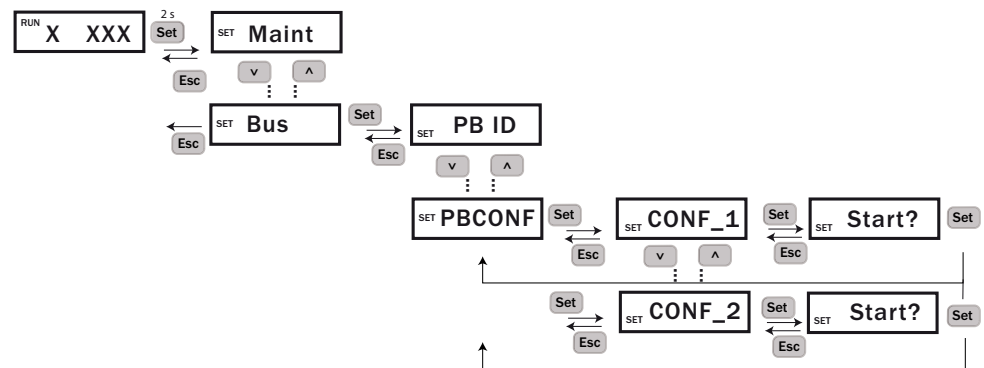 2 s
RUN X XXX Set SET Maint
Esc v ʌ
SET Bus Set SET PB ID
Esc Esc
v ʌ
SET PBCONF Set SET CONF_1 Set SET Start? Set
Esc v ʌ Esc
Set SET CONF_2 Set SET Start? Set
Esc Esc